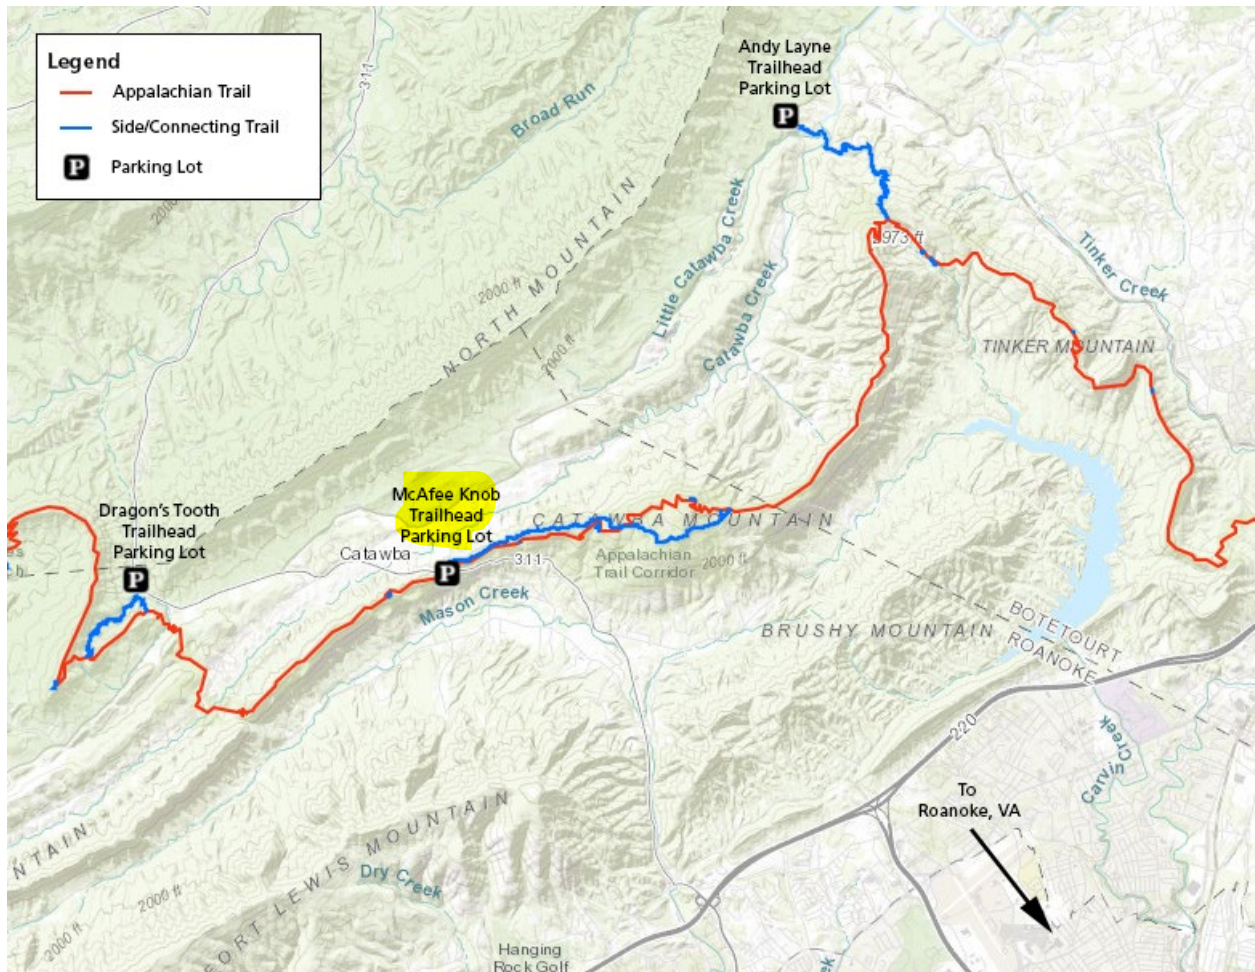 Legend
Appalachian Trail
Side/Connecting Trail
P Parking Lot
311
Broad Run
Andy Layne
Trailhead
Parking Lot
P
2000
NORTH MOUNTAIN
2000 ft
2000 ft
Little Catawba Creek
Catawba Creek
2973 ft
Tinker Creek
TINKER MOUNTAIN
McAfee Knob
Trailhead
Parking Lot
P
Dragon's Tooth
Trailhead
Parking Lot
P
Catawba
CATAWBA MOUNTAIN
311
Appalachian
Trail Corridor
2000 ft
Mason Creek
BRUSHY MOUNTAIN
BOTETOURT
ROANOKE
220
Carvin Creek
To
Roanoke, VA
NTAIN
2000 ft
2000 ft
ORT LEWIS MOUNTAIN
Dry Creek
Hanging
Rock Golf